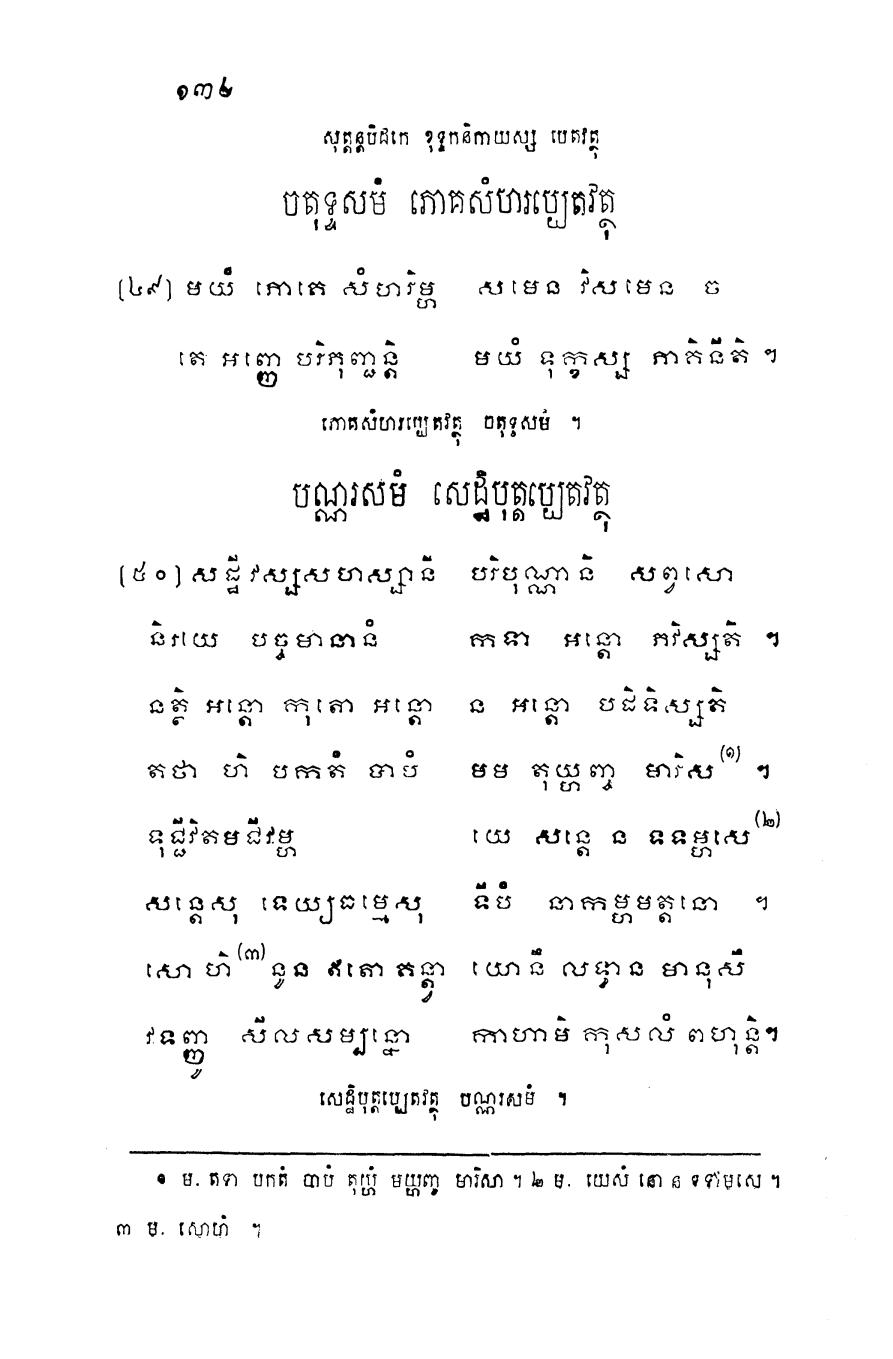 ១៣៤
សុត្តន្តបិដកេ ខុទ្ទកនិកាយស្ស បេតវត្ថុ
ចតុទ្ទសមំ ភោគសំហរប្បេតវត្ថុ
(៤៩) មយំ ភោគេ សំហរិម្ហ សមេន វិសមេន ច
តេ អញ្ញេ បរិភុញ្ជន្តិ មយំ ទុក្ខស្ស ភាគិនីតិ ។
ភោគសំហរប្បេតវត្ថុ ចតុទ្ទសមំ ។
បណ្ណរសមំ សេដ្ឋិបុត្តប្បេតវត្ថុ
(៥០) សដ្ឋី វស្សសហស្សានិ បរិបុណ្ណានិ សព្វសោ
និរយេ បច្ចមានានំ កទា អន្តោ ភវិស្សតិ ។
នត្ថិ អន្តោ កុតោ អន្តោ ន អន្តោ បដិទិស្សតិ
តថា ហិ បកតំ បាបំ មម តុយ្ហញ្ច មារិស(១) ។
ទុជ្ជីវិតមជីវម្ហ យេ សន្តេ ន ទទម្ហសេ(២)
សន្តេសុ ទេយ្យធម្មេសុ ទីបំ នាកម្ហមត្តនោ ។
សោ ហិ(៣) នូន ឥតោ គន្ត្វា យោនឹ លទ្ធាន មានុសឹ
វទញ្ញូ សីលសម្បន្នោ កាហាមិ កុសលំ ពហុន្តិ។
សេដ្ឋិបុត្តប្បេតវត្ថុ បណ្ណរសមំ ។
១ ម. តទា បកតំ បាបំ តុយ្ហំ មយ្ហញ្ច មារិសា ។ ២ ម. យេសំ នោ ន ទទាមសេ ។
៣ ម. សោហំ ។